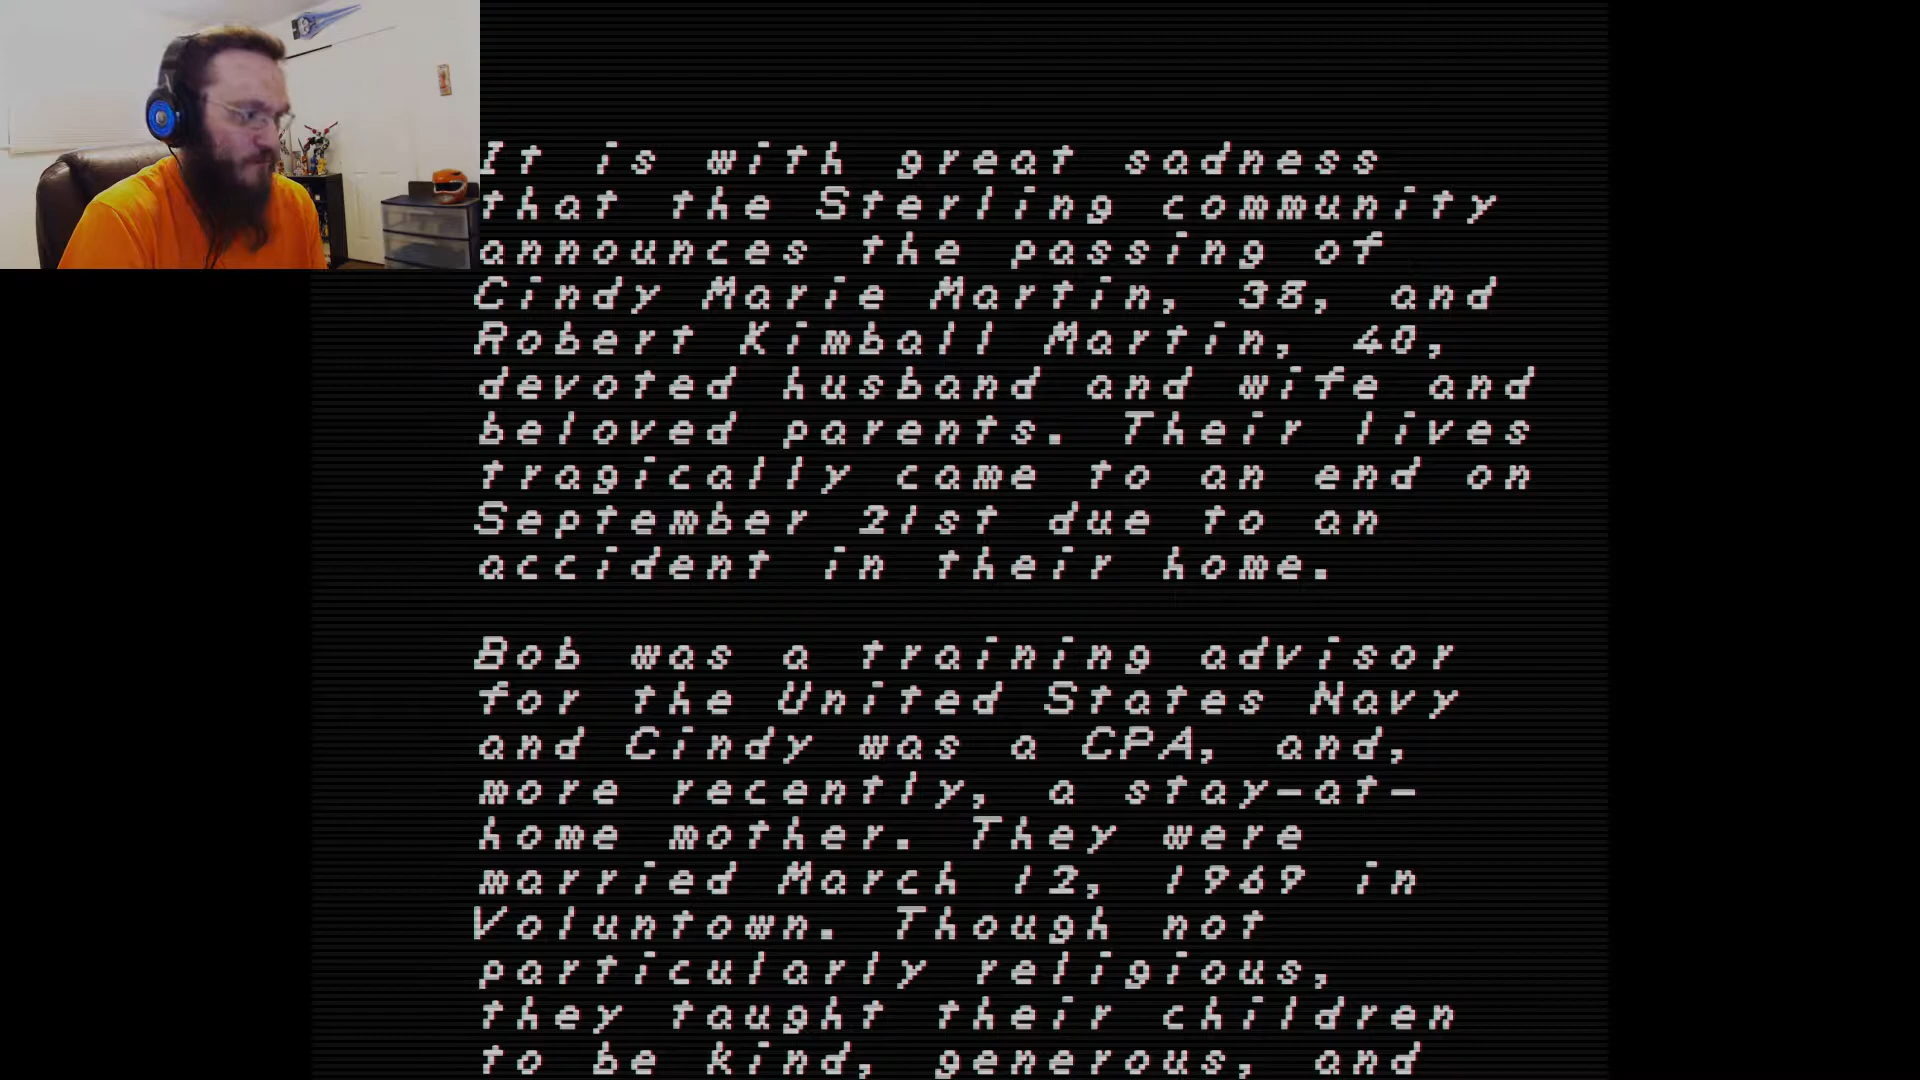 It is with great sadness
that the Sterling community
announces the passing of
Cindy Marie Martin, 38, and
Robert Kimball Martin, 40,
devoted husband and wife and
beloved parents. Their lives
tragically came to an end on
September 21st due to an
accident in their home.
Bob was a training advisor
for the United States Navy
and Cindy was a CPA, and,
more recently, a stay-at-
home mother. They were
married March 12, 1969 in
Voluntown. Though not
particularly religious,
they taught their children
to be kind, generous, and